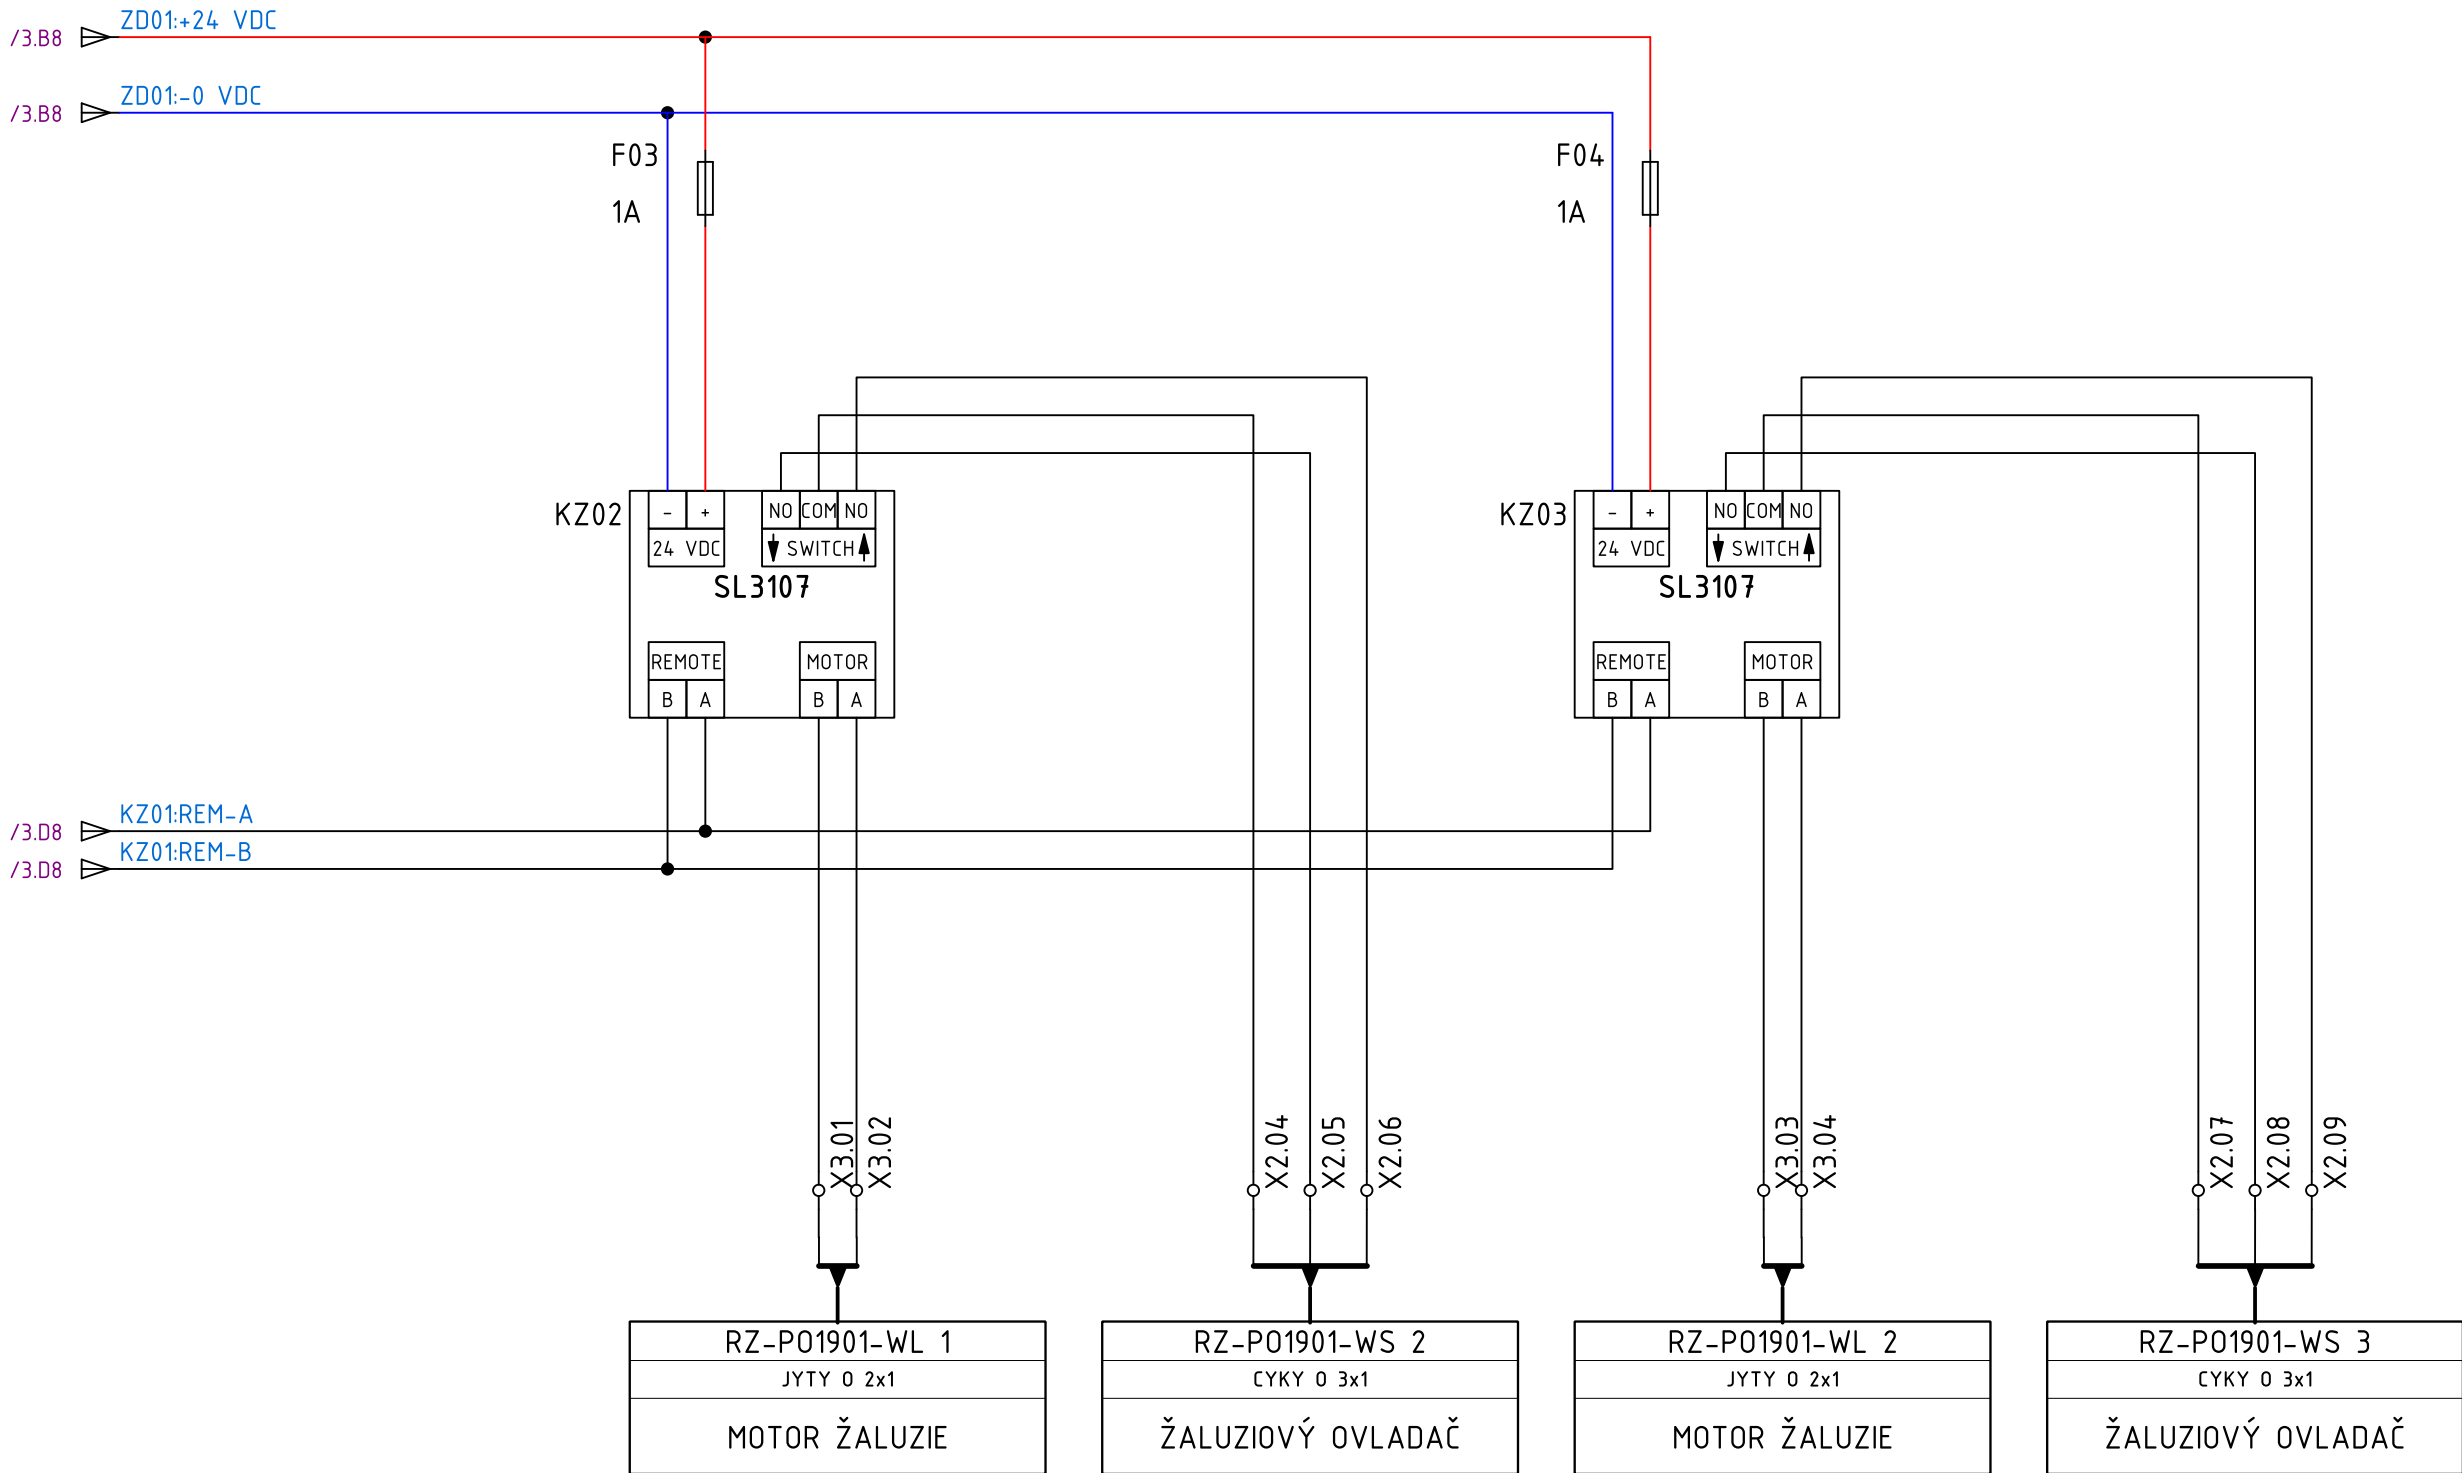 ZD01:+24 VDC
/3.B8
ZD01:-0 VDC
/3.B8
F03
1A
F04
1A
KZ02
- +
NO COM NO
24 VDC
SWITCH
SL3107
REMOTE
MOTOR
B A
B A
KZ03
- +
NO COM NO
24 VDC
SWITCH
SL3107
REMOTE
MOTOR
B A
B A
KZ01:REM-A
/3.D8
KZ01:REM-B
/3.D8
X3.01
X3.02
X2.04
X2.05
X2.06
X3.03
X3.04
X2.07
X2.08
X2.09
RZ-PO1901-WL 1
JYTY O 2x1
MOTOR ŽALUZIE
RZ-PO1901-WS 2
CYKY O 3x1
ŽALUZIOVÝ OVLADAČ
RZ-PO1901-WL 2
JYTY O 2x1
MOTOR ŽALUZIE
RZ-PO1901-WS 3
CYKY O 3x1
ŽALUZIOVÝ OVLADAČ